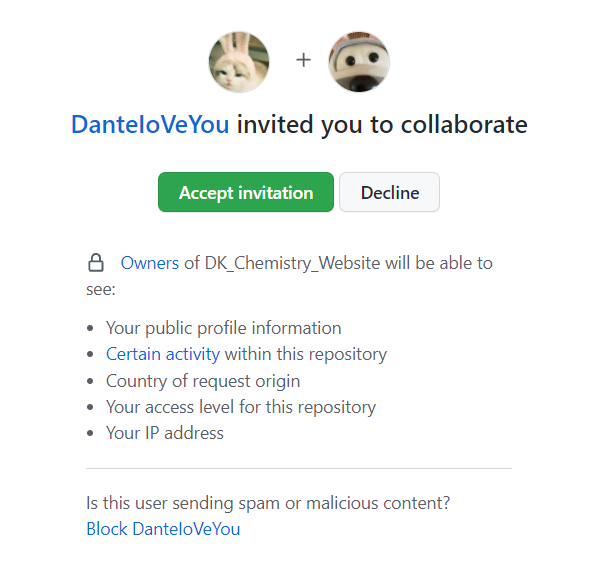 +
DanteIoVeYou invited you to collaborate
Accept invitation
Decline
Owners of DK_Chemistry_Website will be able to
see:
• Your public profile information
• Certain activity within this repository
• Country of request origin
• Your access level for this repository
• Your IP address
Is this user sending spam or malicious content?
Block DanteIoVeYou